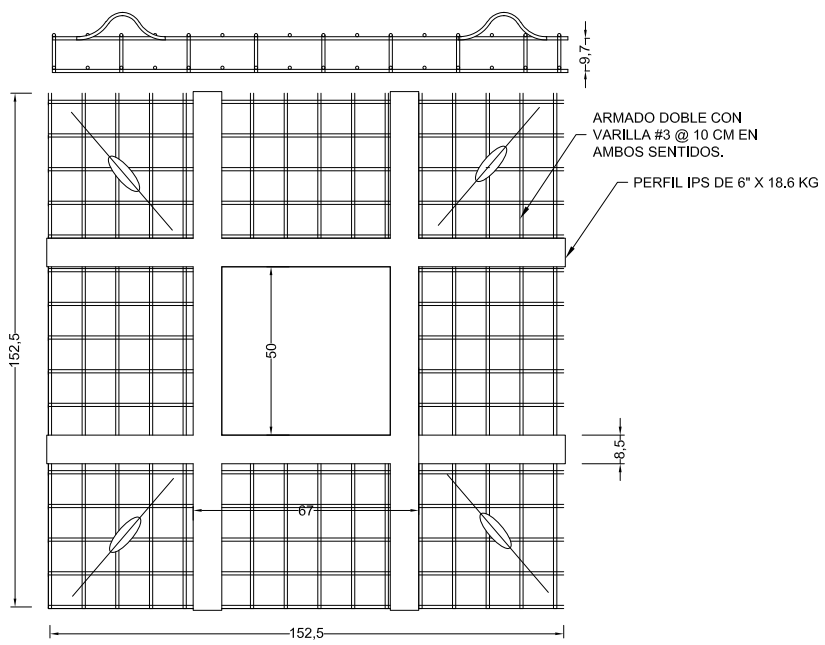 9,7
ARMADO DOBLE CON
VARILLA #3 @ 10 CM EN
AMBOS SENTIDOS.
PERFIL IPS DE 6" X 18.6 KG
152,5
50
8,5
67
152,5